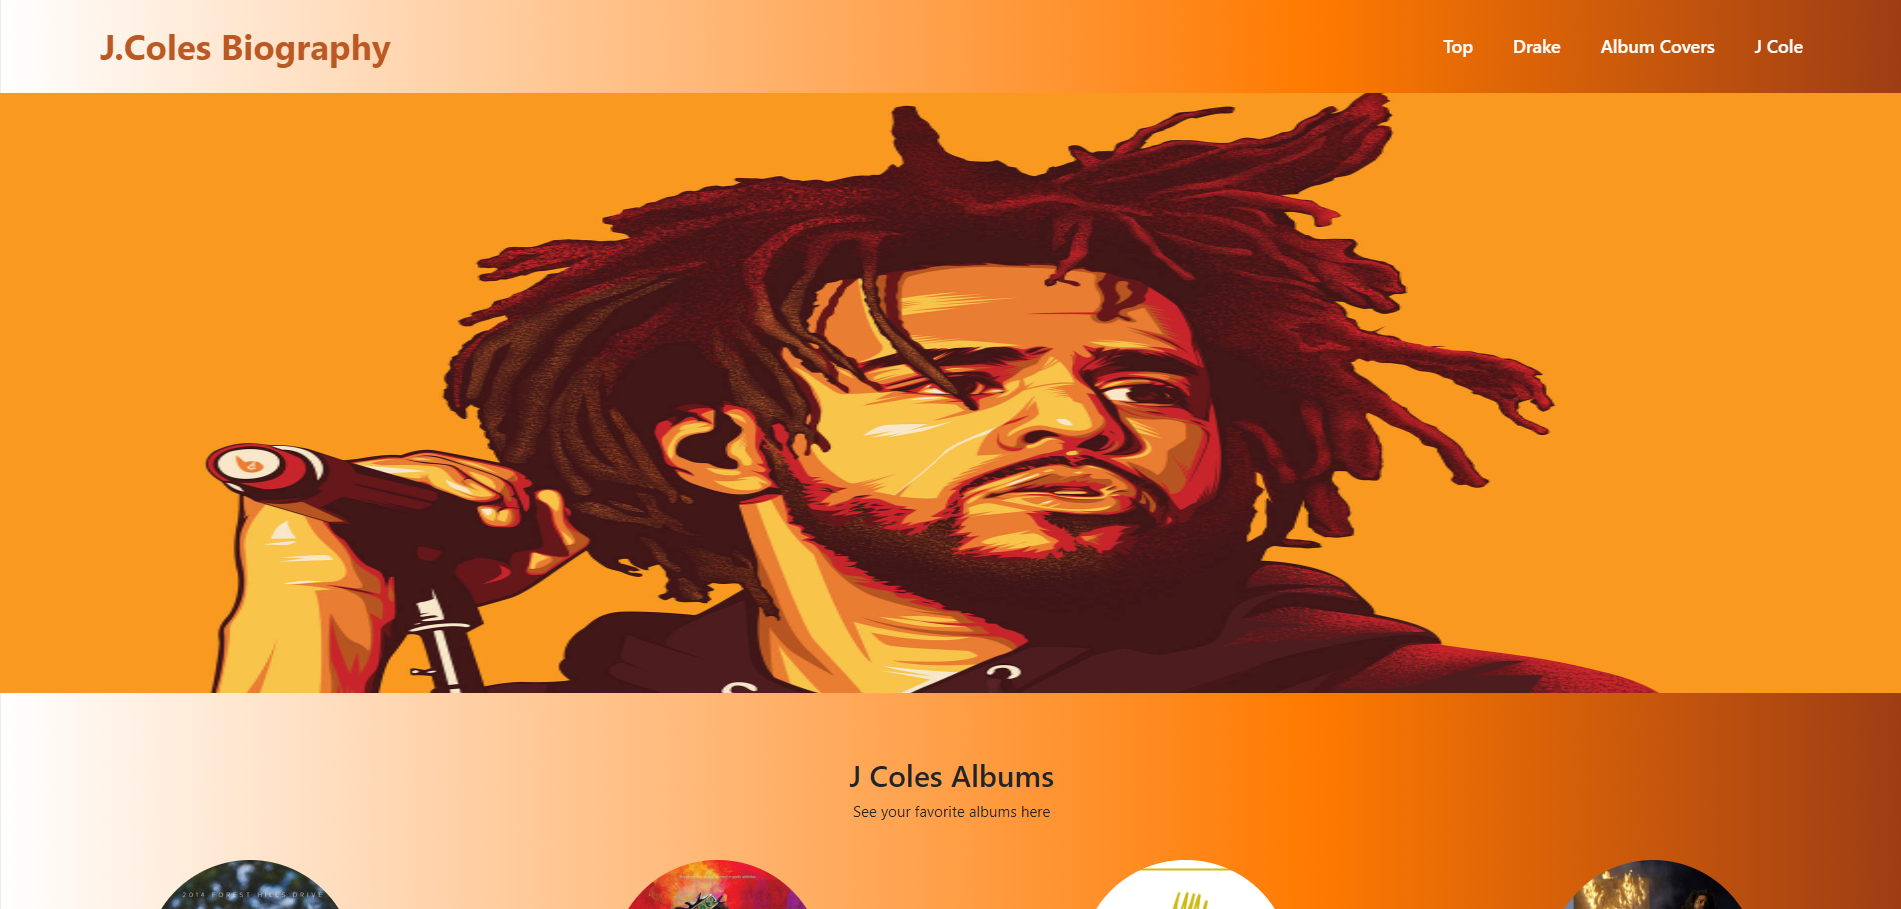 J.Coles Biography
Top
Drake
Album Covers
J Cole
J Coles Albums
See your favorite albums here
2014 FOREST HILLS DRIVE